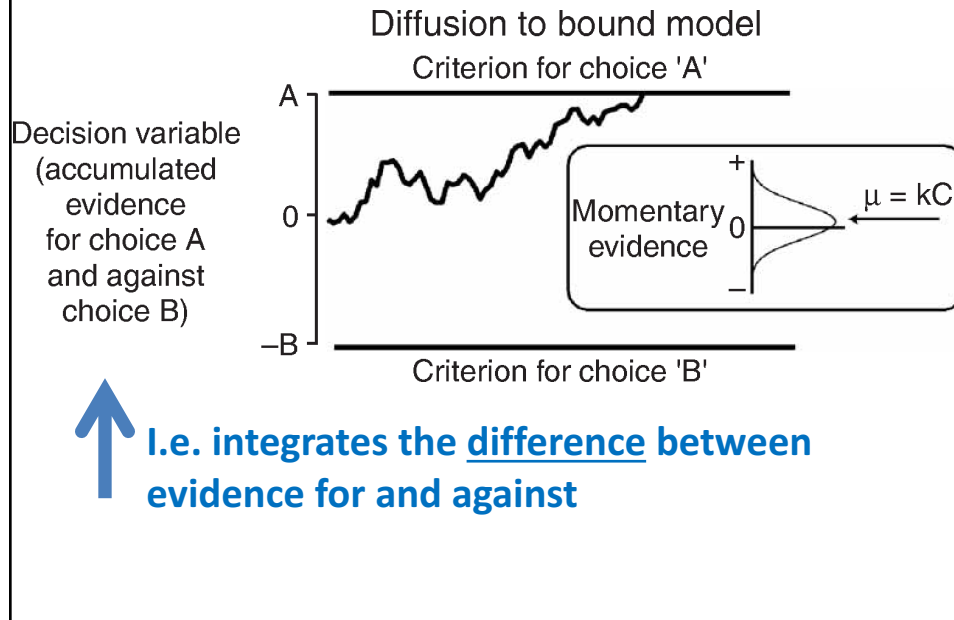 Diffusion to bound model
Criterion for choice 'A'
A
Decision variable
(accumulated
evidence
for choice A
and against
choice B)
0
–B
+
Momentary
evidence
0
–
μ = kC
Criterion for choice 'B'
I.e. integrates the difference between
evidence for and against